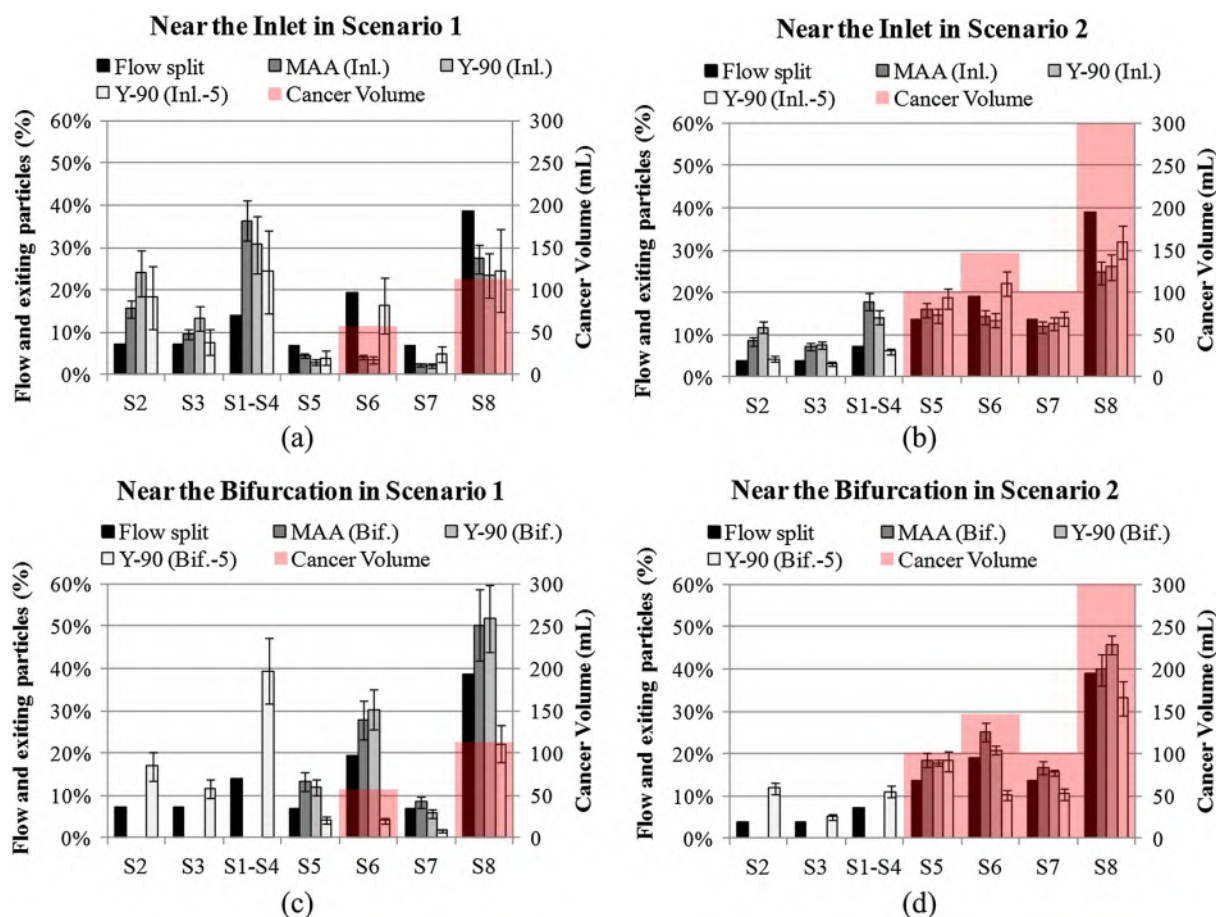 Near the Inlet in Scenario 1
Flow split MAA (Inl.) Y-90 (Inl.)
Y-90 (Inl.-5) Cancer Volume
Flow and exiting particles (%)
60%
50%
40%
30%
20%
10%
0%
300
250
200
150
100
50
0
Cancer Volume (mL)
S2 S3 S1-S4 S5 S6 S7 S8
(a)
Near the Inlet in Scenario 2
Flow split MAA (Inl.) Y-90 (Inl.)
Y-90 (Inl.-5) Cancer Volume
Flow and exiting particles (%)
60%
50%
40%
30%
20%
10%
0%
300
250
200
150
100
50
0
Cancer Volume (mL)
S2 S3 S1-S4 S5 S6 S7 S8
(b)
Near the Bifurcation in Scenario 1
Flow split MAA (Bif.) Y-90 (Bif.)
Y-90 (Bif.-5) Cancer Volume
Flow and exiting particles (%)
60%
50%
40%
30%
20%
10%
0%
300
250
200
150
100
50
0
Cancer Volume (mL)
S2 S3 S1-S4 S5 S6 S7 S8
(c)
Near the Bifurcation in Scenario 2
Flow split MAA (Bif.) Y-90 (Bif.)
Y-90 (Bif.-5) Cancer Volume
Flow and exiting particles (%)
60%
50%
40%
30%
20%
10%
0%
300
250
200
150
100
50
0
Cancer Volume (mL)
S2 S3 S1-S4 S5 S6 S7 S8
(d)